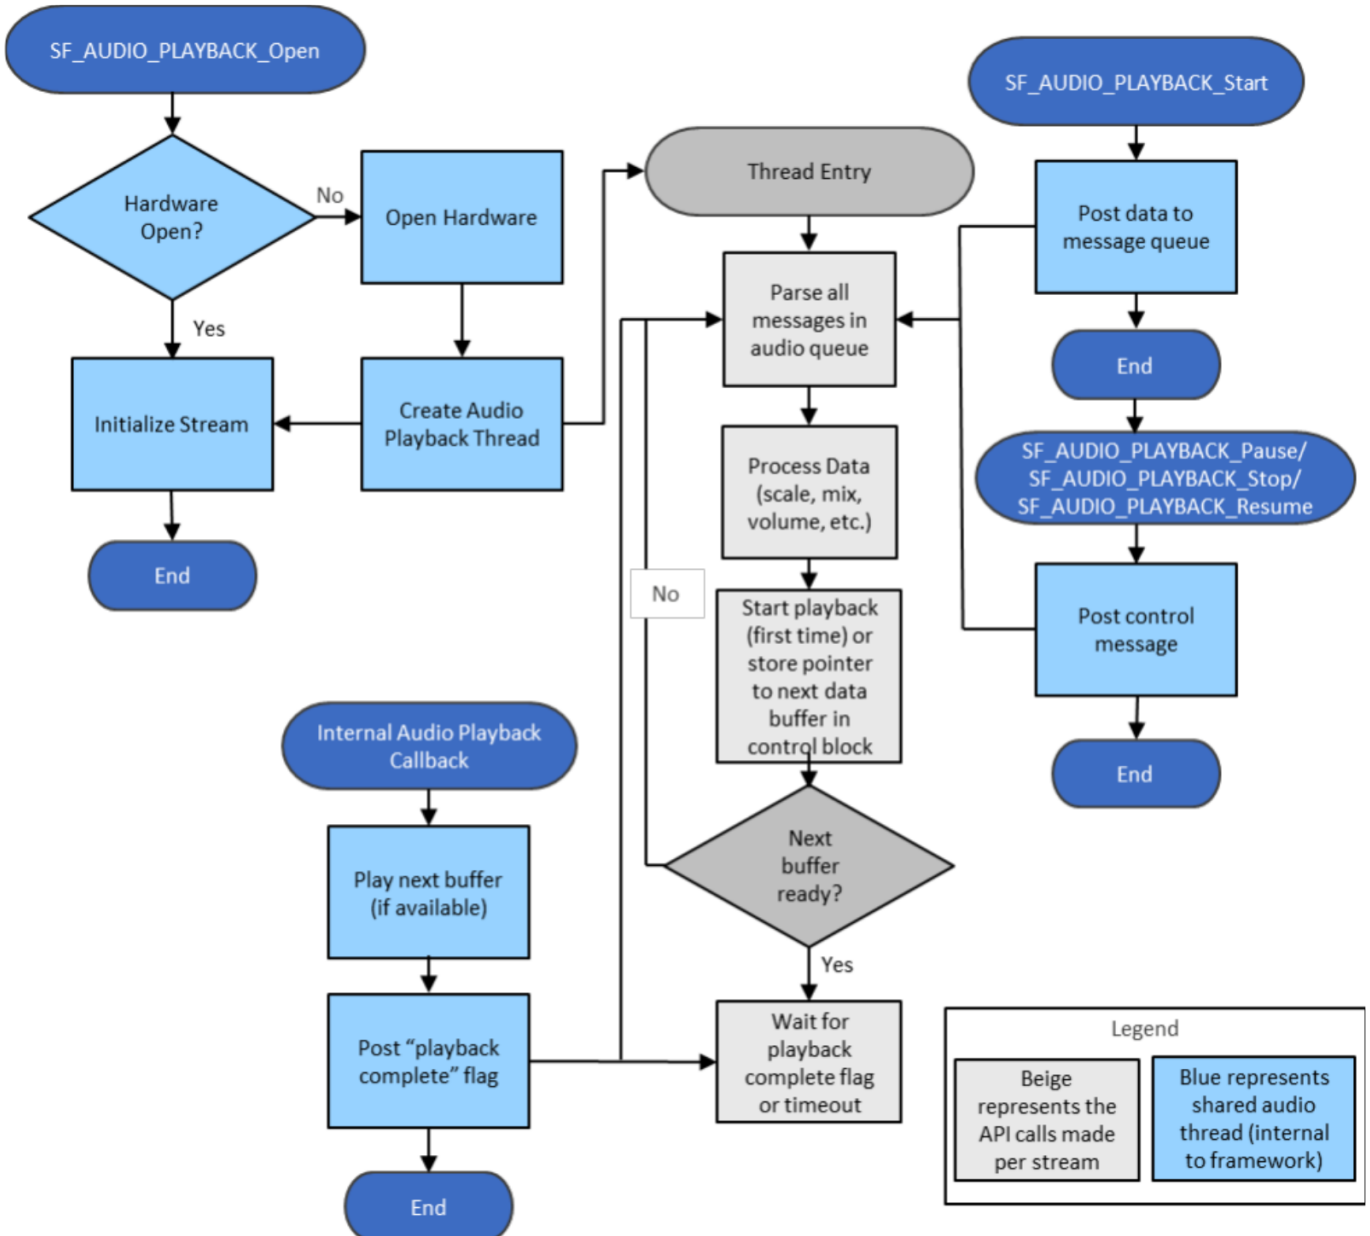 SF_AUDIO_PLAYBACK_Open
Hardware
Open?
No
Open Hardware
Yes
Initialize Stream
Create Audio
Playback Thread
End
Thread Entry
Parse all
messages in
audio queue
Process Data
(scale, mix,
volume, etc.)
No
Start playback
(first time) or
store pointer
to next data
buffer in
control block
Next
buffer
ready?
Yes
Wait for
playback
complete flag
or timeout
SF_AUDIO_PLAYBACK_Start
Post data to
message queue
End
SF_AUDIO_PLAYBACK_Pause/
SF_AUDIO_PLAYBACK_Stop/
SF_AUDIO_PLAYBACK_Resume
Post control
message
End
Internal Audio Playback
Callback
Play next buffer
(if available)
Post “playback
complete” flag
End
Legend
Beige
represents the
API calls made
per stream
Blue represents
shared audio
thread (internal
to framework)